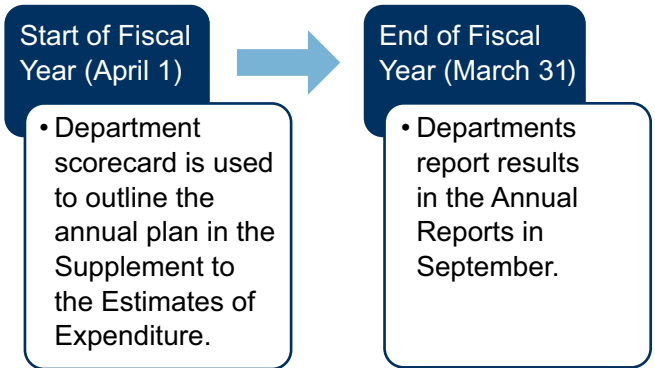 Start of Fiscal
Year (April 1)
• Department
scorecard is used
to outline the
annual plan in the
Supplement to
the Estimates of
Expenditure.
End of Fiscal
Year (March 31)
• Departments
report results
in the Annual
Reports in
September.